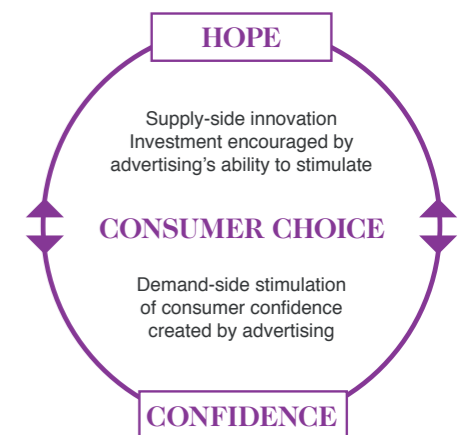 HOPE
Supply-side innovation
Investment encouraged by
advertising’s ability to stimulate
CONSUMER CHOICE
Demand-side stimulation
of consumer confidence
created by advertising
CONFIDENCE